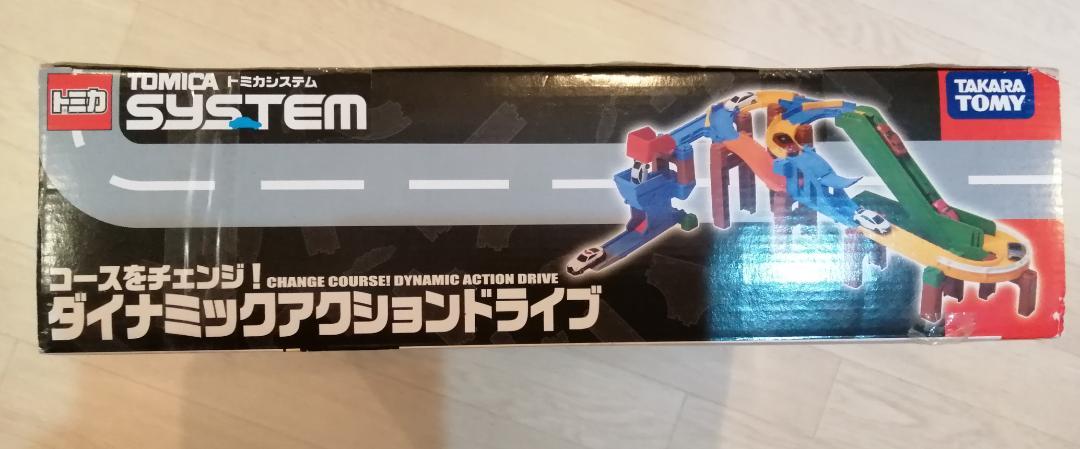 トミカ
TOMICA トミカシステム
SYSTEM
TAKARA
TOMY
コースをチェンジ! CHANGE COURSE! DYNAMIC ACTION DRIVE
ダイナミックアクションドライブ